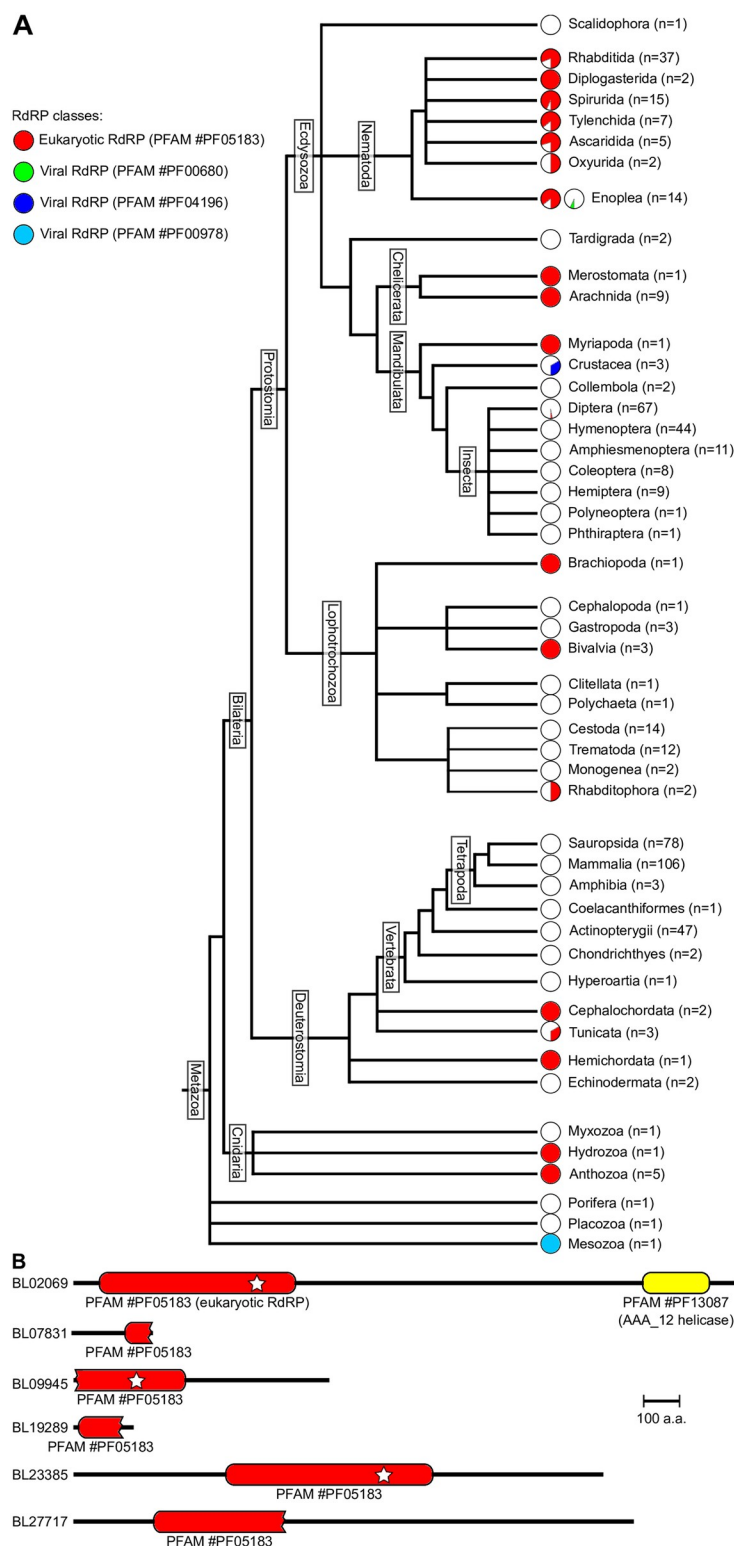 A
RdRP classes:
Eukaryotic RdRP (PFAM #PF05183)
Viral RdRP (PFAM #PF00680)
Viral RdRP (PFAM #PF04196)
Viral RdRP (PFAM #PF00978)
Scalidophora (n=1)
Rhabditida (n=37)
Diplogasterida (n=2)
Spirurida (n=15)
Tylenchida (n=7)
Ascaridida (n=5)
Oxyurida (n=2)
Enoplea (n=14)
Tardigrada (n=2)
Merostomata (n=1)
Arachnida (n=9)
Myriapoda (n=1)
Crustacea (n=3)
Collembola (n=2)
Diptera (n=67)
Hymenoptera (n=44)
Amphiesmenoptera (n=11)
Coleoptera (n=8)
Hemiptera (n=9)
Polyneoptera (n=1)
Phthiraptera (n=1)
Brachiopoda (n=1)
Cephalopoda (n=1)
Gastropoda (n=3)
Bivalvia (n=3)
Clitellata (n=1)
Polychaeta (n=1)
Cestoda (n=14)
Trematoda (n=12)
Monogenea (n=2)
Rhabditophora (n=2)
Sauropsida (n=78)
Mammalia (n=106)
Amphibia (n=3)
Coelacanthiformes (n=1)
Actinopterygii (n=47)
Chondrichthyes (n=2)
Hyperoartia (n=1)
Cephalochordata (n=2)
Tunicata (n=3)
Hemichordata (n=1)
Echinodermata (n=2)
Myxozoa (n=1)
Hydrozoa (n=1)
Anthozoa (n=5)
Porifera (n=1)
Placozoa (n=1)
Mesozoa (n=1)
Ecdysozoa
Nematoda
Chelicerata
Mandibulata
Insecta
Protostomia
Lophotrochozoa
Bilateria
Tetrapoda
Vertebrata
Deuterostomia
Metazoa
Cnidaria
B
BL02069
PFAM #PF05183 (eukaryotic RdRP)
PFAM #PF13087
(AAA_12 helicase)
BL07831
PFAM #PF05183
BL09945
PFAM #PF05183
100 a.a.
BL19289
PFAM #PF05183
BL23385
PFAM #PF05183
BL27717
PFAM #PF05183